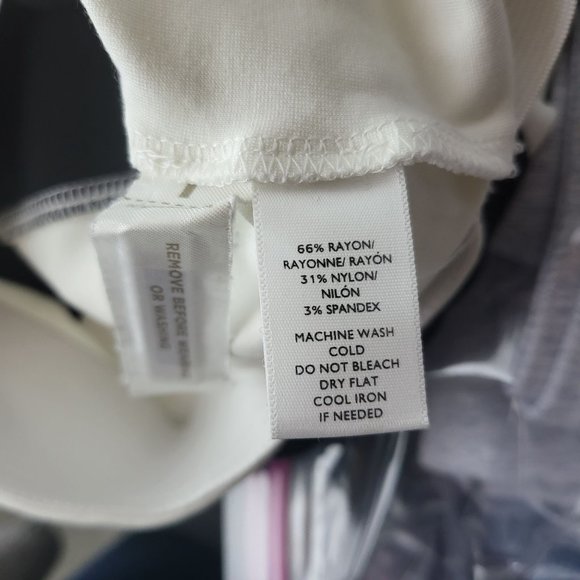 66% RAYON/
RAYONNE/ RAYÓN
31% NYLON/
NILÓN
3% SPANDEX
MACHINE WASH
COLD
DO NOT BLEACH
DRY FLAT
COOL IRON
IF NEEDED
REMOVE BEFORE WEARING
OR WASHING